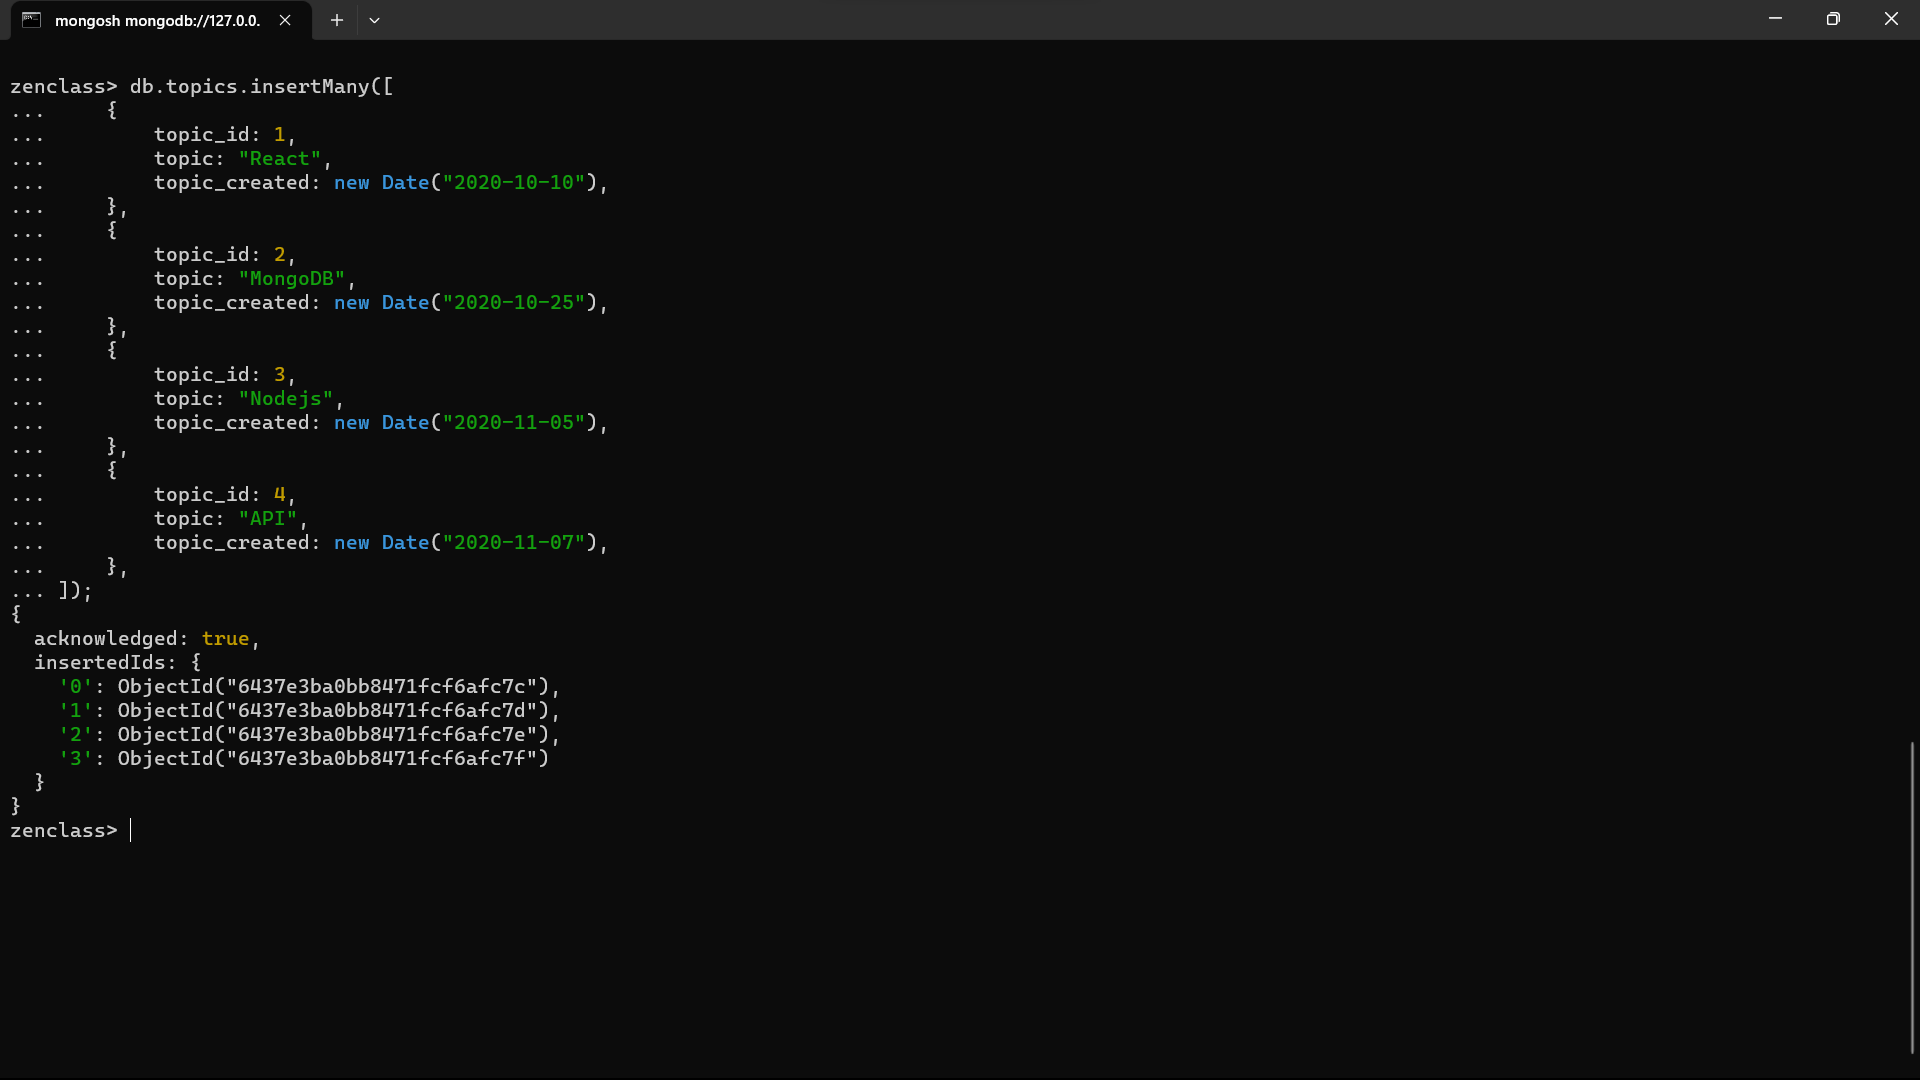 mongosh mongodb://127.0.0.
zenclass> db.topics.insertMany([
...     {
...         topic_id: 1,
...         topic: "React",
...         topic_created: new Date("2020-10-10"),
...     },
...     {
...         topic_id: 2,
...         topic: "MongoDB",
...         topic_created: new Date("2020-10-25"),
...     },
...     {
...         topic_id: 3,
...         topic: "Nodejs",
...         topic_created: new Date("2020-11-05"),
...     },
...     {
...         topic_id: 4,
...         topic: "API",
...         topic_created: new Date("2020-11-07"),
...     },
... ]);
{
  acknowledged: true,
  insertedIds: {
    '0': ObjectId("6437e3ba0bb8471fcf6afc7c"),
    '1': ObjectId("6437e3ba0bb8471fcf6afc7d"),
    '2': ObjectId("6437e3ba0bb8471fcf6afc7e"),
    '3': ObjectId("6437e3ba0bb8471fcf6afc7f")
  }
}
zenclass>